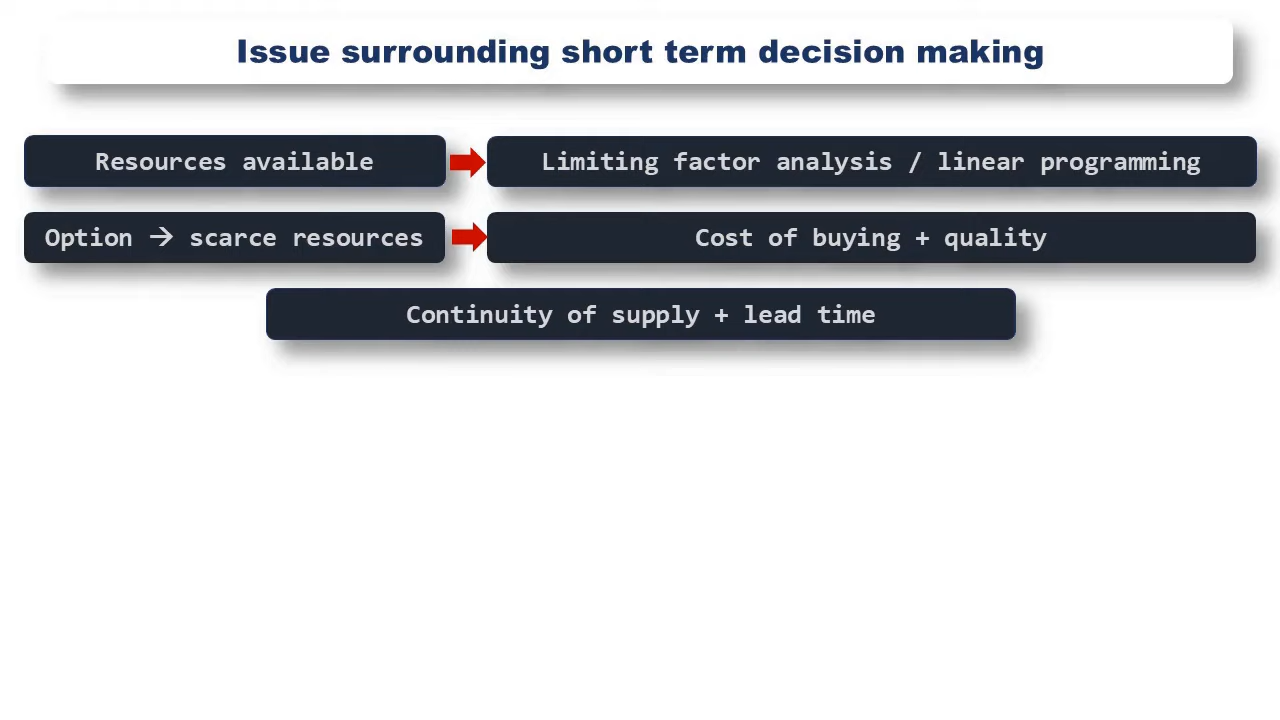 Issue surrounding short term decision making
Resources available
Limiting factor analysis / linear programming
Option → scarce resources
Cost of buying + quality
Continuity of supply + lead time